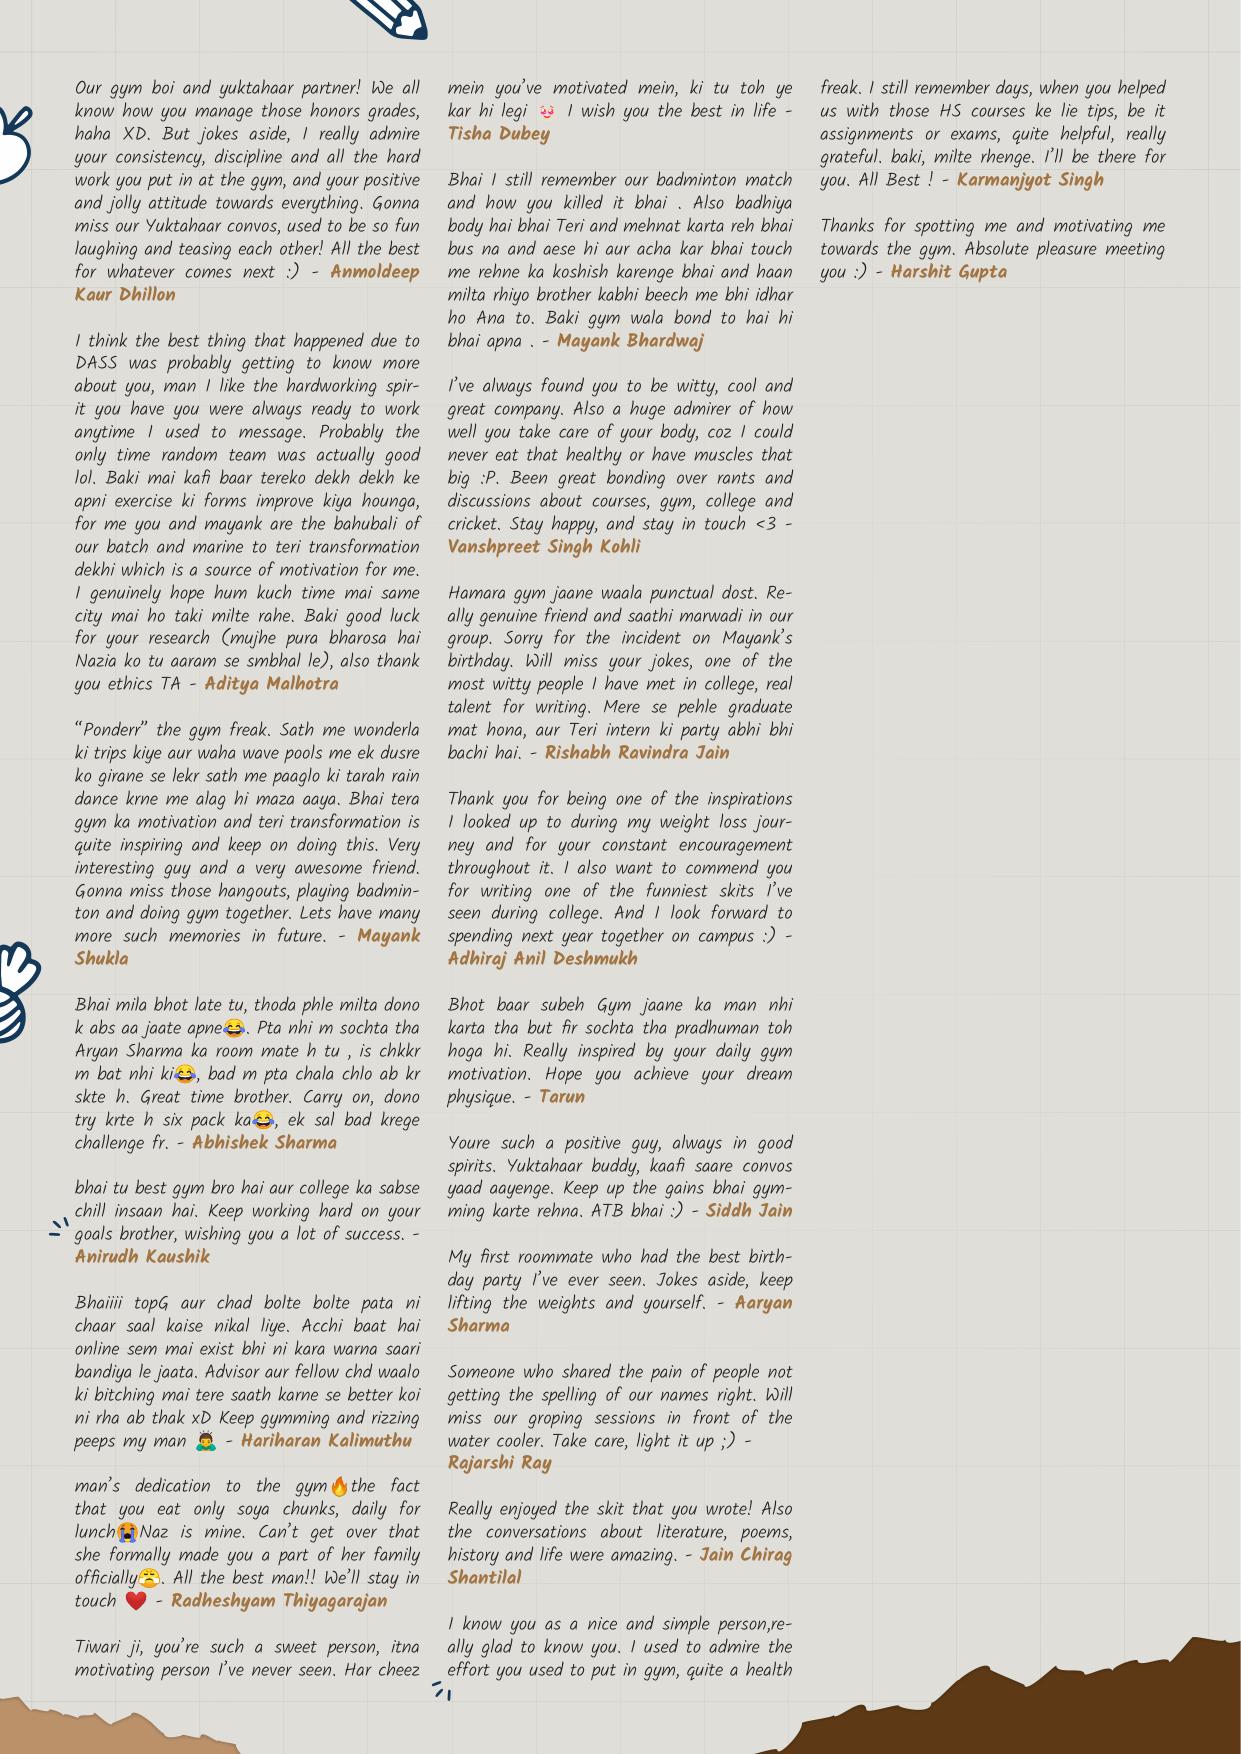 Our gym boi and yuktahaar partner! We all
know how you manage those honors grades,
haha XD. But jokes aside, I really admire
your consistency, discipline and all the hard
work you put in at the gym, and your positive
and jolly attitude towards everything. Gonna
miss our Yuktahaar convos, used to be so fun
laughing and teasing each other! All the best
for whatever comes next :) - Anmoldeep
Kaur Dhillon
I think the best thing that happened due to
DASS was probably getting to know more
about you, man I like the hardworking spir-
it you have you were always ready to work
anytime I used to message. Probably the
only time random team was actually good
lol. Baki mai kafi baar tereko dekh dekh ke
apni exercise ki forms improve kiya hounga,
for me you and mayank are the bahubali of
our batch and marine to teri transformation
dekhi which is a source of motivation for me.
I genuinely hope hum kuch time mai same
city mai ho taki milte rahe. Baki good luck
for your research (mujhe pura bharosa hai
Nazia ko tu aaram se smbhal le), also thank
you ethics TA - Aditya Malhotra
“Ponderr” the gym freak. Sath me wonderla
ki trips kiye aur waha wave pools me ek dusre
ko girane se lekr sath me paaglo ki tarah rain
dance krne me alag hi maza aaya. Bhai tera
gym ka motivation and teri transformation is
quite inspiring and keep on doing this. Very
interesting guy and a very awesome friend.
Gonna miss those hangouts, playing badmin-
ton and doing gym together. Lets have many
more such memories in future. - Mayank
Shukla
Bhai mila bhot late tu, thoda phle milta dono
k abs aa jaate apne😂. Pta nhi m sochta tha
Aryan Sharma ka room mate h tu , is chkkr
m bat nhi ki😂, bad m pta chala chlo ab kr
skte h. Great time brother. Carry on, dono
try krte h six pack ka😂, ek sal bad krege
challenge fr. - Abhishek Sharma
bhai tu best gym bro hai aur college ka sabse
chill insaan hai. Keep working hard on your
goals brother, wishing you a lot of success. -
Anirudh Kaushik
Bhaiiii topG aur chad bolte bolte pata ni
chaar saal kaise nikal liye. Acchi baat hai
online sem mai exist bhi ni kara warna saari
bandiya le jaata. Advisor aur fellow chd waalo
ki bitching mai tere saath karne se better koi
ni rha ab thak xD Keep gymming and rizzing
peeps my man 🙇‍♂️ - Hariharan Kalimuthu
man’s dedication to the gym🔥the fact
that you eat only soya chunks, daily for
lunch😭Naz is mine. Can’t get over that
she formally made you a part of her family
officially😤. All the best man!! We’ll stay in
touch ❤️ - Radheshyam Thiyagarajan
Tiwari ji, you’re such a sweet person, itna
motivating person I’ve never seen. Har cheez
mein you’ve motivated mein, ki tu toh ye
kar hi legi I wish you the best in life -
Tisha Dubey
Bhai I still remember our badminton match
and how you killed it bhai . Also badhiya
body hai bhai Teri and mehnat karta reh bhai
bus na and aese hi aur acha kar bhai touch
me rehne ka koshish karenge bhai and haan
milta rhiyo brother kabhi beech me bhi idhar
ho Ana to. Baki gym wala bond to hai hi
bhai apna . - Mayank Bhardwaj
I’ve always found you to be witty, cool and
great company. Also a huge admirer of how
well you take care of your body, coz I could
never eat that healthy or have muscles that
big :P. Been great bonding over rants and
discussions about courses, gym, college and
cricket. Stay happy, and stay in touch <3 -
Vanshpreet Singh Kohli
Hamara gym jaane waala punctual dost. Re-
ally genuine friend and saathi marwadi in our
group. Sorry for the incident on Mayank’s
birthday. Will miss your jokes, one of the
most witty people I have met in college, real
talent for writing. Mere se pehle graduate
mat hona, aur Teri intern ki party abhi bhi
bachi hai. - Rishabh Ravindra Jain
Thank you for being one of the inspirations
I looked up to during my weight loss jour-
ney and for your constant encouragement
throughout it. I also want to commend you
for writing one of the funniest skits I’ve
seen during college. And I look forward to
spending next year together on campus :) -
Adhiraj Anil Deshmukh
Bhot baar subeh Gym jaane ka man nhi
karta tha but fir sochta tha pradhuman toh
hoga hi. Really inspired by your daily gym
motivation. Hope you achieve your dream
physique. - Tarun
Youre such a positive guy, always in good
spirits. Yuktahaar buddy, kaafi saare convos
yaad aayenge. Keep up the gains bhai gym-
ming karte rehna. ATB bhai :) - Siddh Jain
My first roommate who had the best birth-
day party I’ve ever seen. Jokes aside, keep
lifting the weights and yourself. - Aaryan
Sharma
Someone who shared the pain of people not
getting the spelling of our names right. Will
miss our groping sessions in front of the
water cooler. Take care, light it up ;) -
Rajarshi Ray
Really enjoyed the skit that you wrote! Also
the conversations about literature, poems,
history and life were amazing. - Jain Chirag
Shantilal
I know you as a nice and simple person,re-
ally glad to know you. I used to admire the
effort you used to put in gym, quite a health
freak. I still remember days, when you helped
us with those HS courses ke lie tips, be it
assignments or exams, quite helpful, really
grateful. baki, milte rhenge. I’ll be there for
you. All Best ! - Karmanjyot Singh
Thanks for spotting me and motivating me
towards the gym. Absolute pleasure meeting
you :) - Harshit Gupta